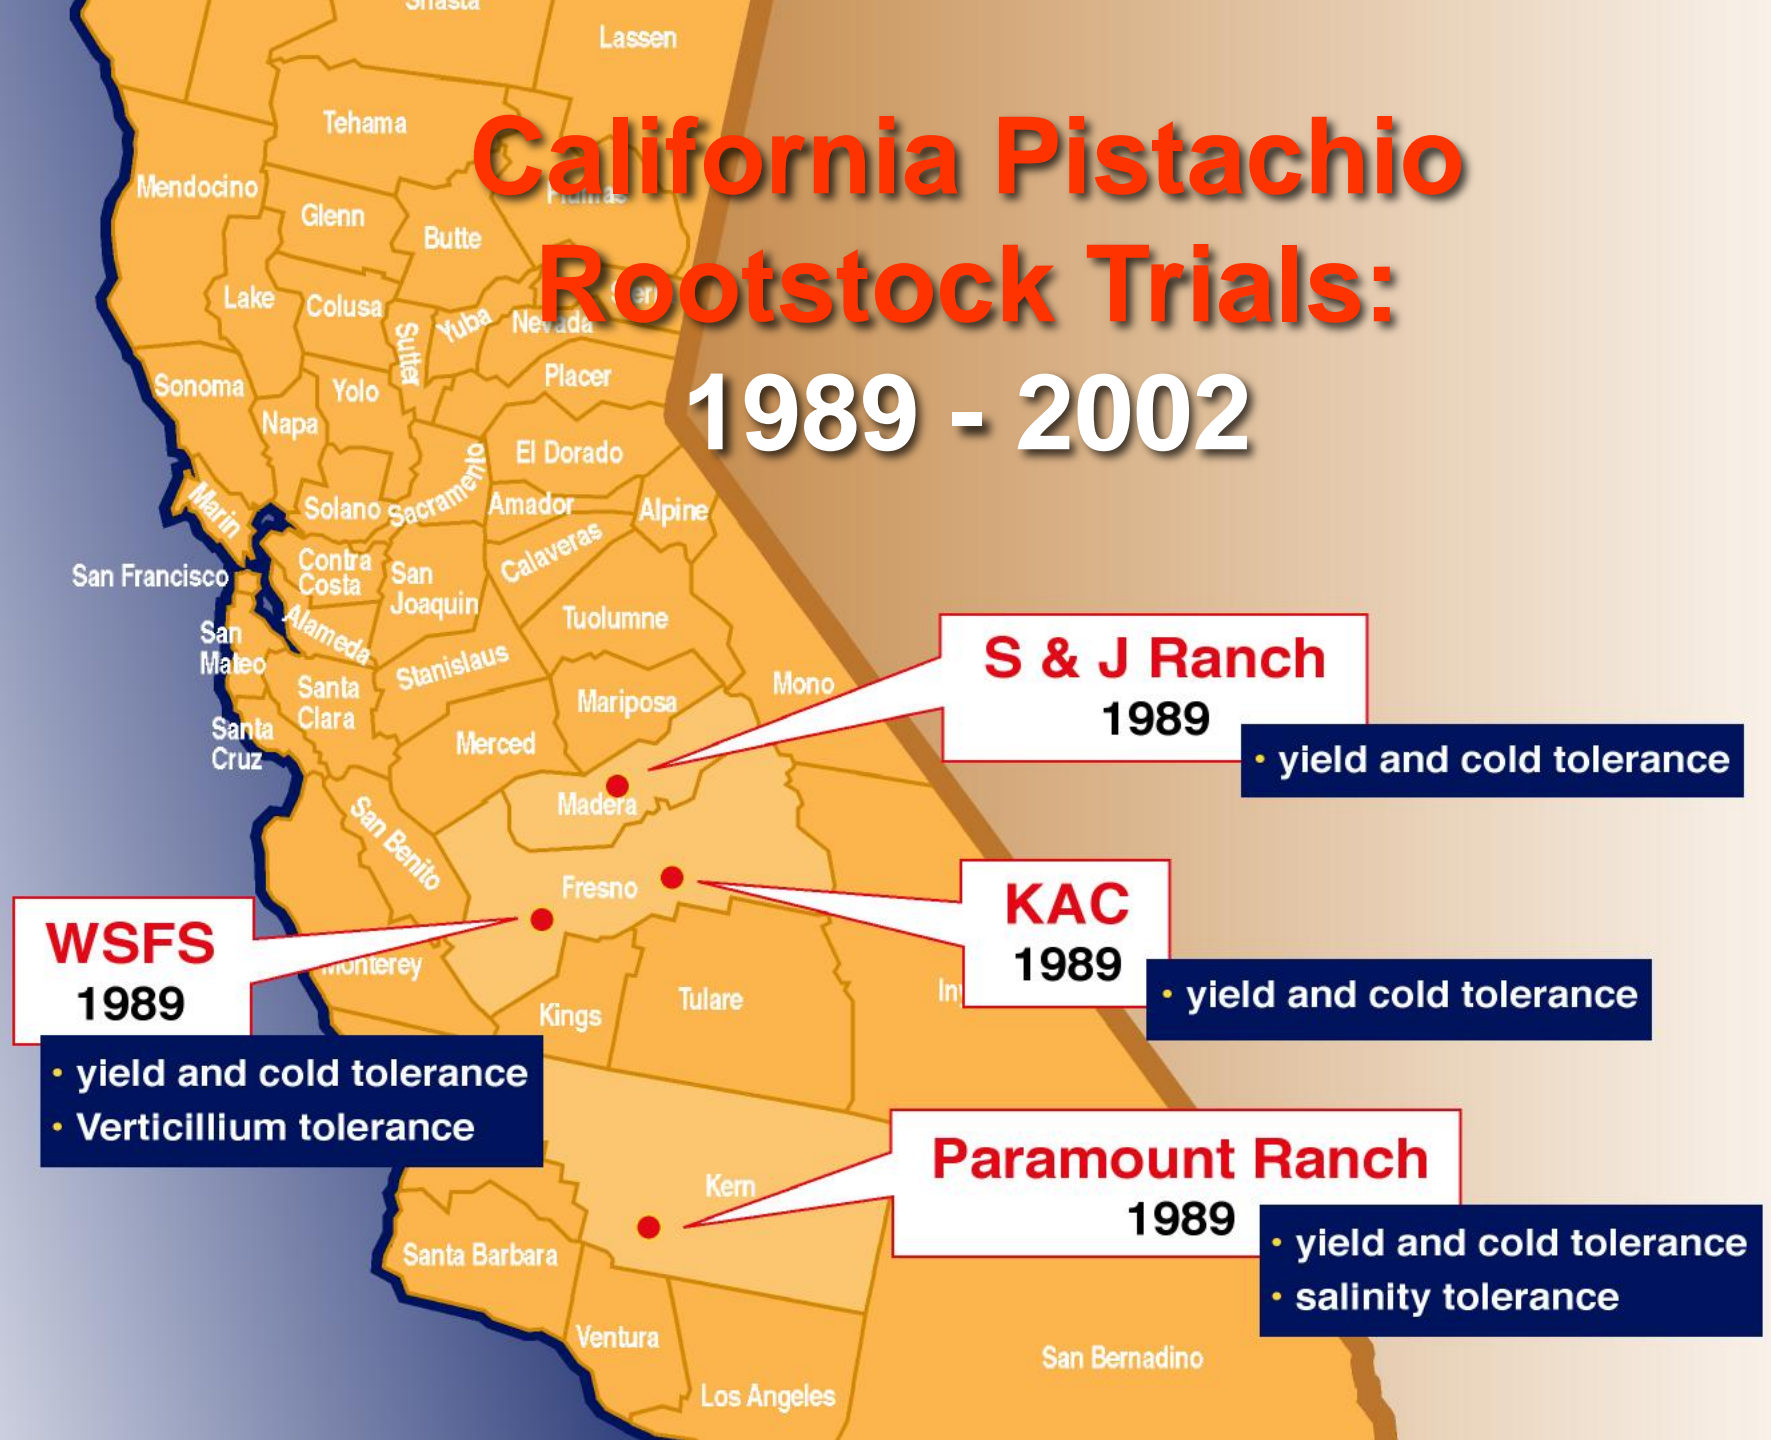 Shasta
Lassen
Tehama
California Pistachio
Rootstock Trials:
1989 - 2002
Mendocino
Glenn
Plumas
Butte
Lake
Colusa
Sutter
Yuba
Nevada
Placer
Sonoma
Yolo
Napa
El Dorado
Sacramento
Marin
Solano
Amador
Alpine
Calaveras
Contra
Costa
San
Joaquin
San Francisco
Alameda
Tuolumne
San
Mateo
Stanislaus
Santa
Clara
Mariposa
Mono
Santa
Cruz
Merced
S & J Ranch
1989
• yield and cold tolerance
Madera
San Benito
Fresno
KAC
1989
• yield and cold tolerance
WSFS
1989
• yield and cold tolerance
• Verticillium tolerance
Monterey
Kings
Tulare
Iny
Kern
Paramount Ranch
1989
• yield and cold tolerance
• salinity tolerance
Santa Barbara
Ventura
Los Angeles
San Bernadino